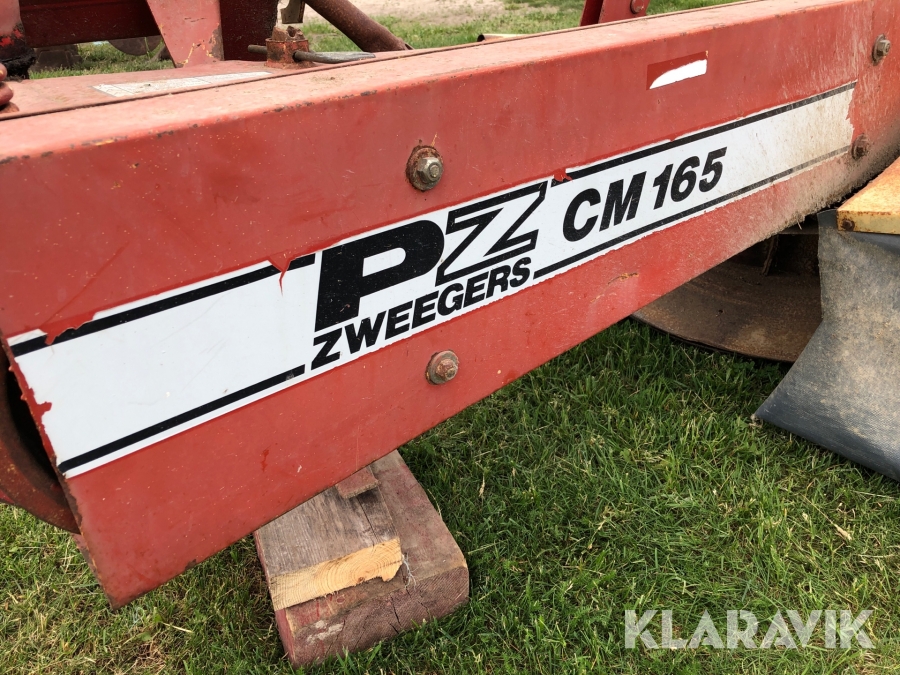 PZ CM 165
ZWEEGERS
KLARAVIK